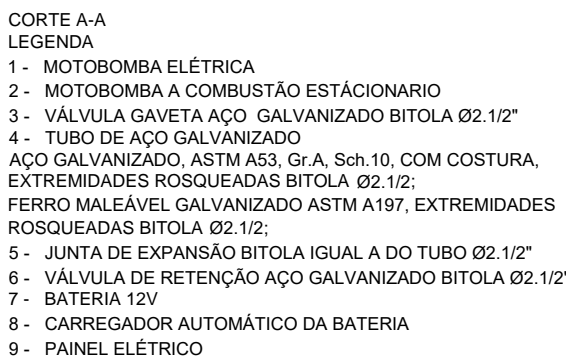 CORTE A-A
LEGENDA
1 - MOTOBOMBA ELÉTRICA
2 - MOTOBOMBA A COMBUSTÃO ESTÁCIONARIO
3 - VÁLVULA GAVETA AÇO GALVANIZADO BITOLA Ø2.1/2"
4 - TUBO DE AÇO GALVANIZADO
AÇO GALVANIZADO, ASTM A53, Gr.A, Sch.10, COM COSTURA,
EXTREMIDADES ROSQUEADAS BITOLA Ø2.1/2;
FERRO MALEÁVEL GALVANIZADO ASTM A197, EXTREMIDADES
ROSQUEADAS BITOLA Ø2.1/2;
5 - JUNTA DE EXPANSÃO BITOLA IGUAL A DO TUBO Ø2.1/2"
6 - VÁLVULA DE RETENÇÃO AÇO GALVANIZADO BITOLA Ø2.1/2"
7 - BATERIA 12V
8 - CARREGADOR AUTOMÁTICO DA BATERIA
9 - PAINEL ELÉTRICO